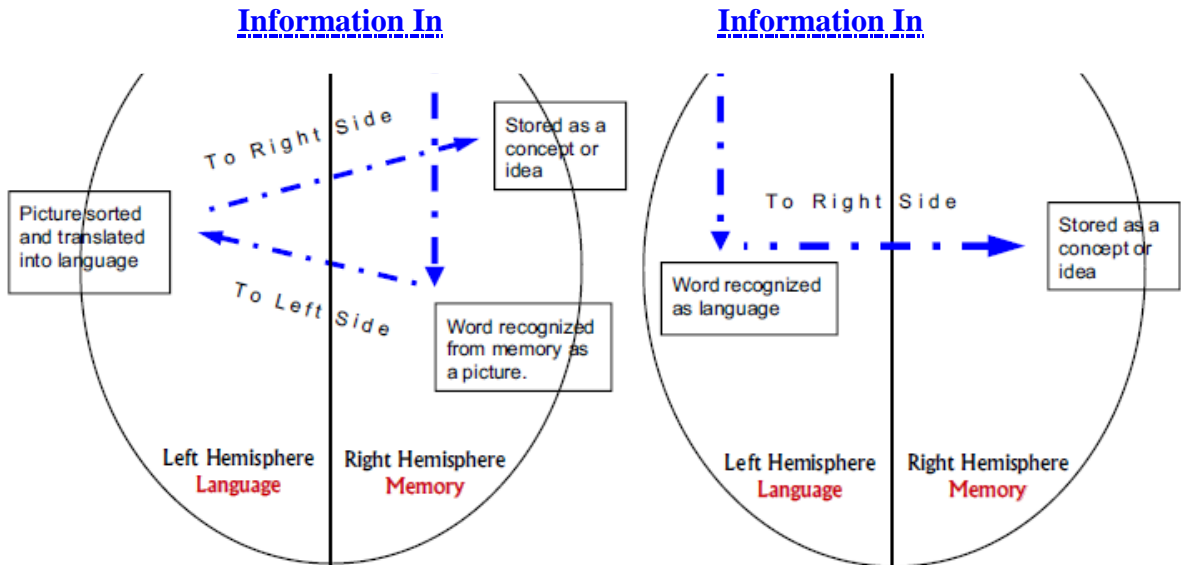 Information In
To Right Side
Stored as a
concept or
idea
Picture sorted
and translated
into language
To Left Side
Word recognized
from memory as
a picture.
Left Hemisphere
Language
Right Hemisphere
Memory
Information In
To Right Side
Stored as a
concept or
idea
Word recognized
as language
Left Hemisphere
Language
Right Hemisphere
Memory